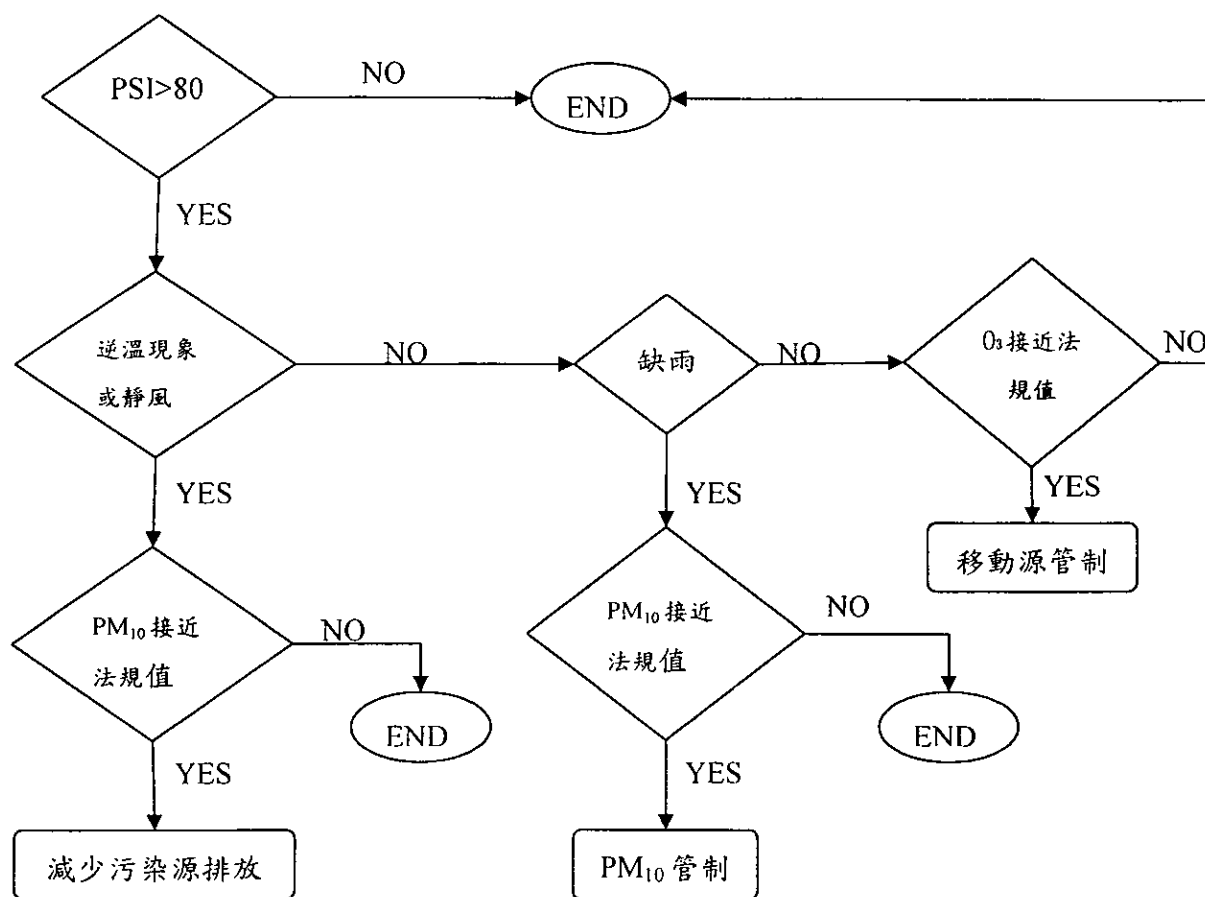 PSI>80
NO
END
YES
逆溫現象
或靜風
NO
缺雨
NO
O₃接近法
規值
NO
YES
YES
YES
移動源管制
PM₁₀接近
法規值
NO
END
PM₁₀接近
法規值
NO
END
YES
YES
減少污染源排放
PM₁₀管制